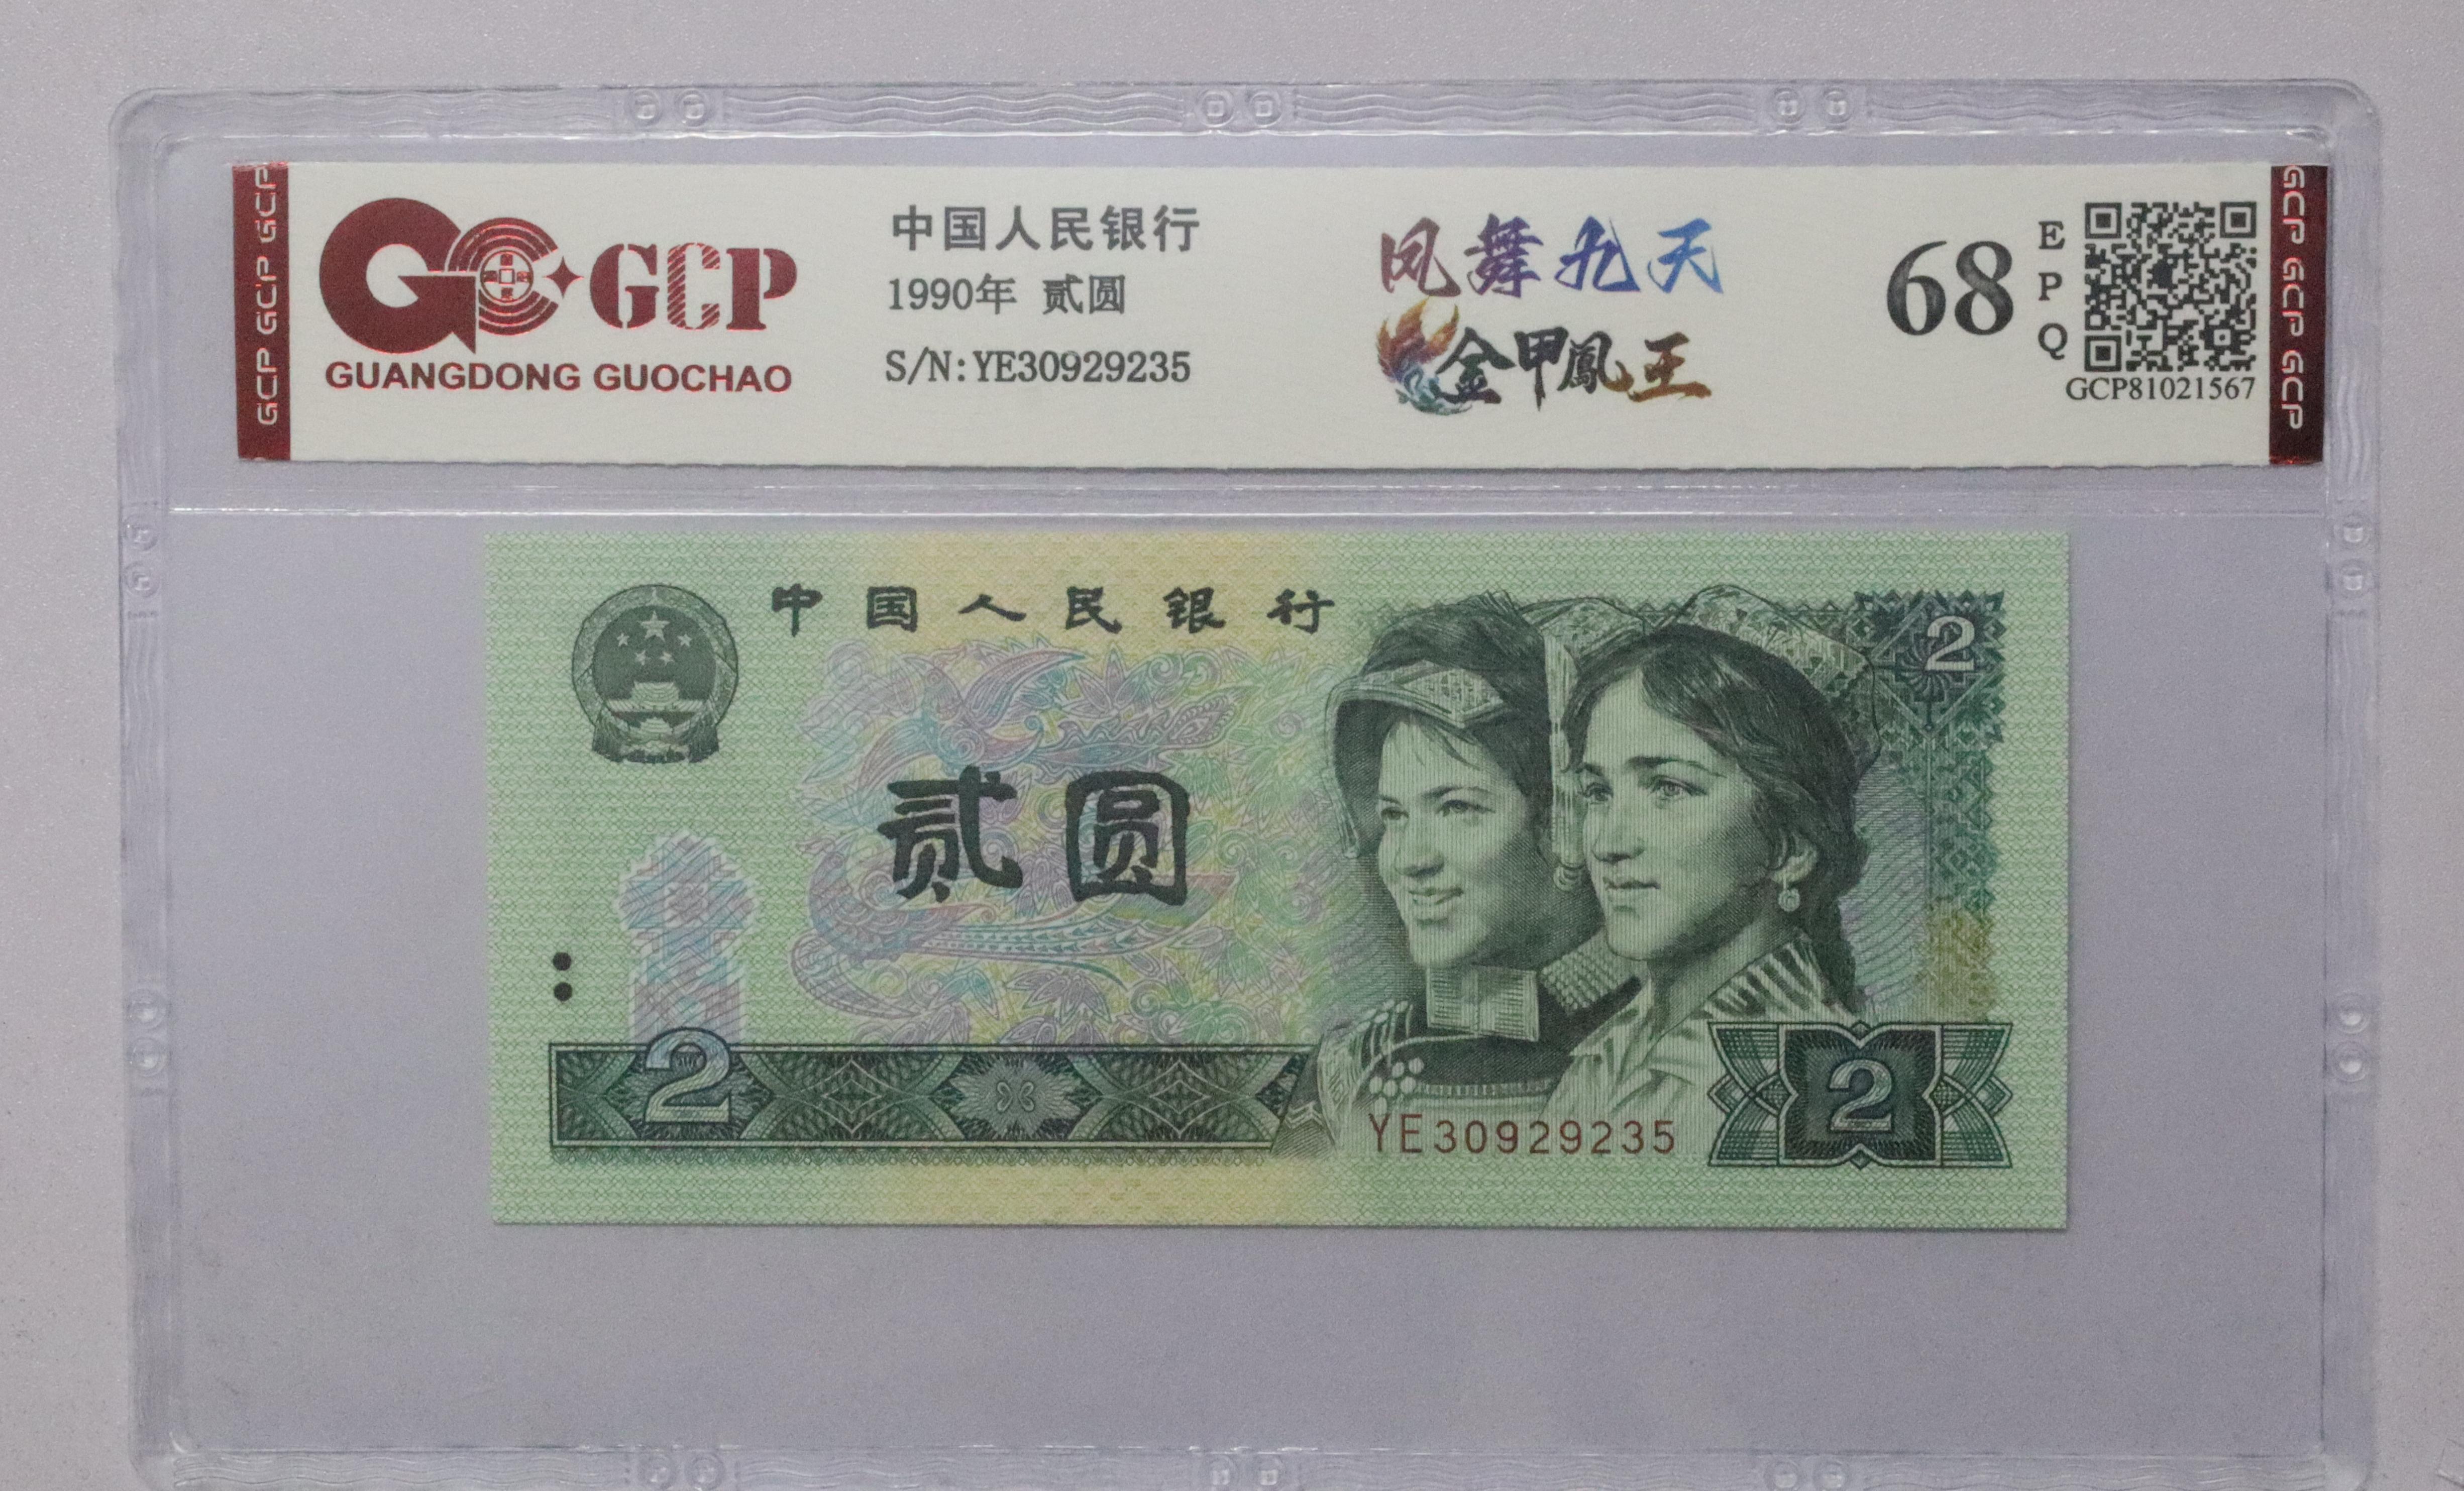 GCP GCP GCP
GCP
GUANGDONG GUOCHAO
中国人民银行
1990年 贰圆
S/N:YE30929235
凤舞九天
金甲鳳王
68
E
P
Q
GCP81021567
GCP GCP GCP
中国人民银行
2
贰圆
2
YE30929235
2